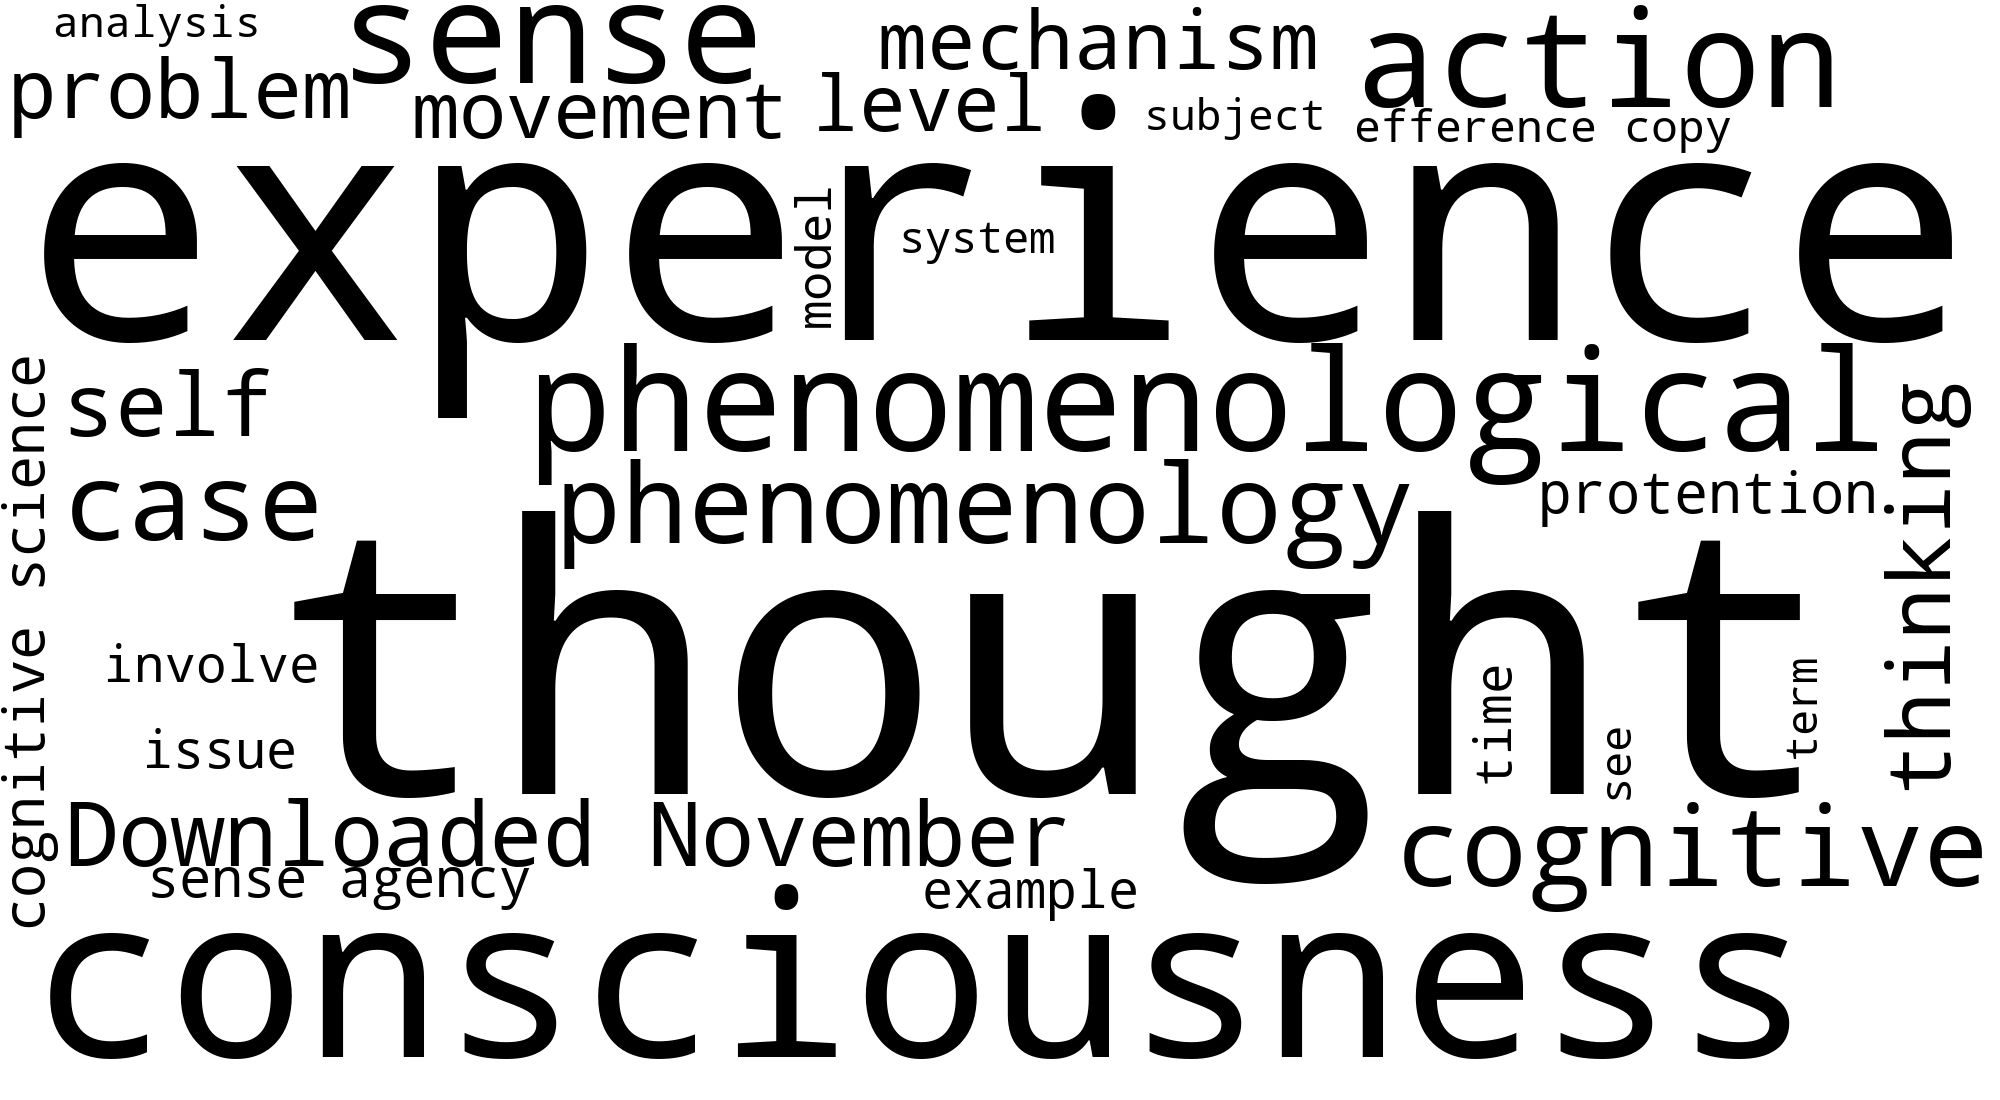 analysis
sense
mechanism
action
problem
movement
level
subject
efference copy
experience
model
system
self
phenomenological
cognitive science
case
phenomenology
protention
thinking
thought
involve
issue
time
see
term
Downloaded November
cognitive
sense agency
example
consciousness